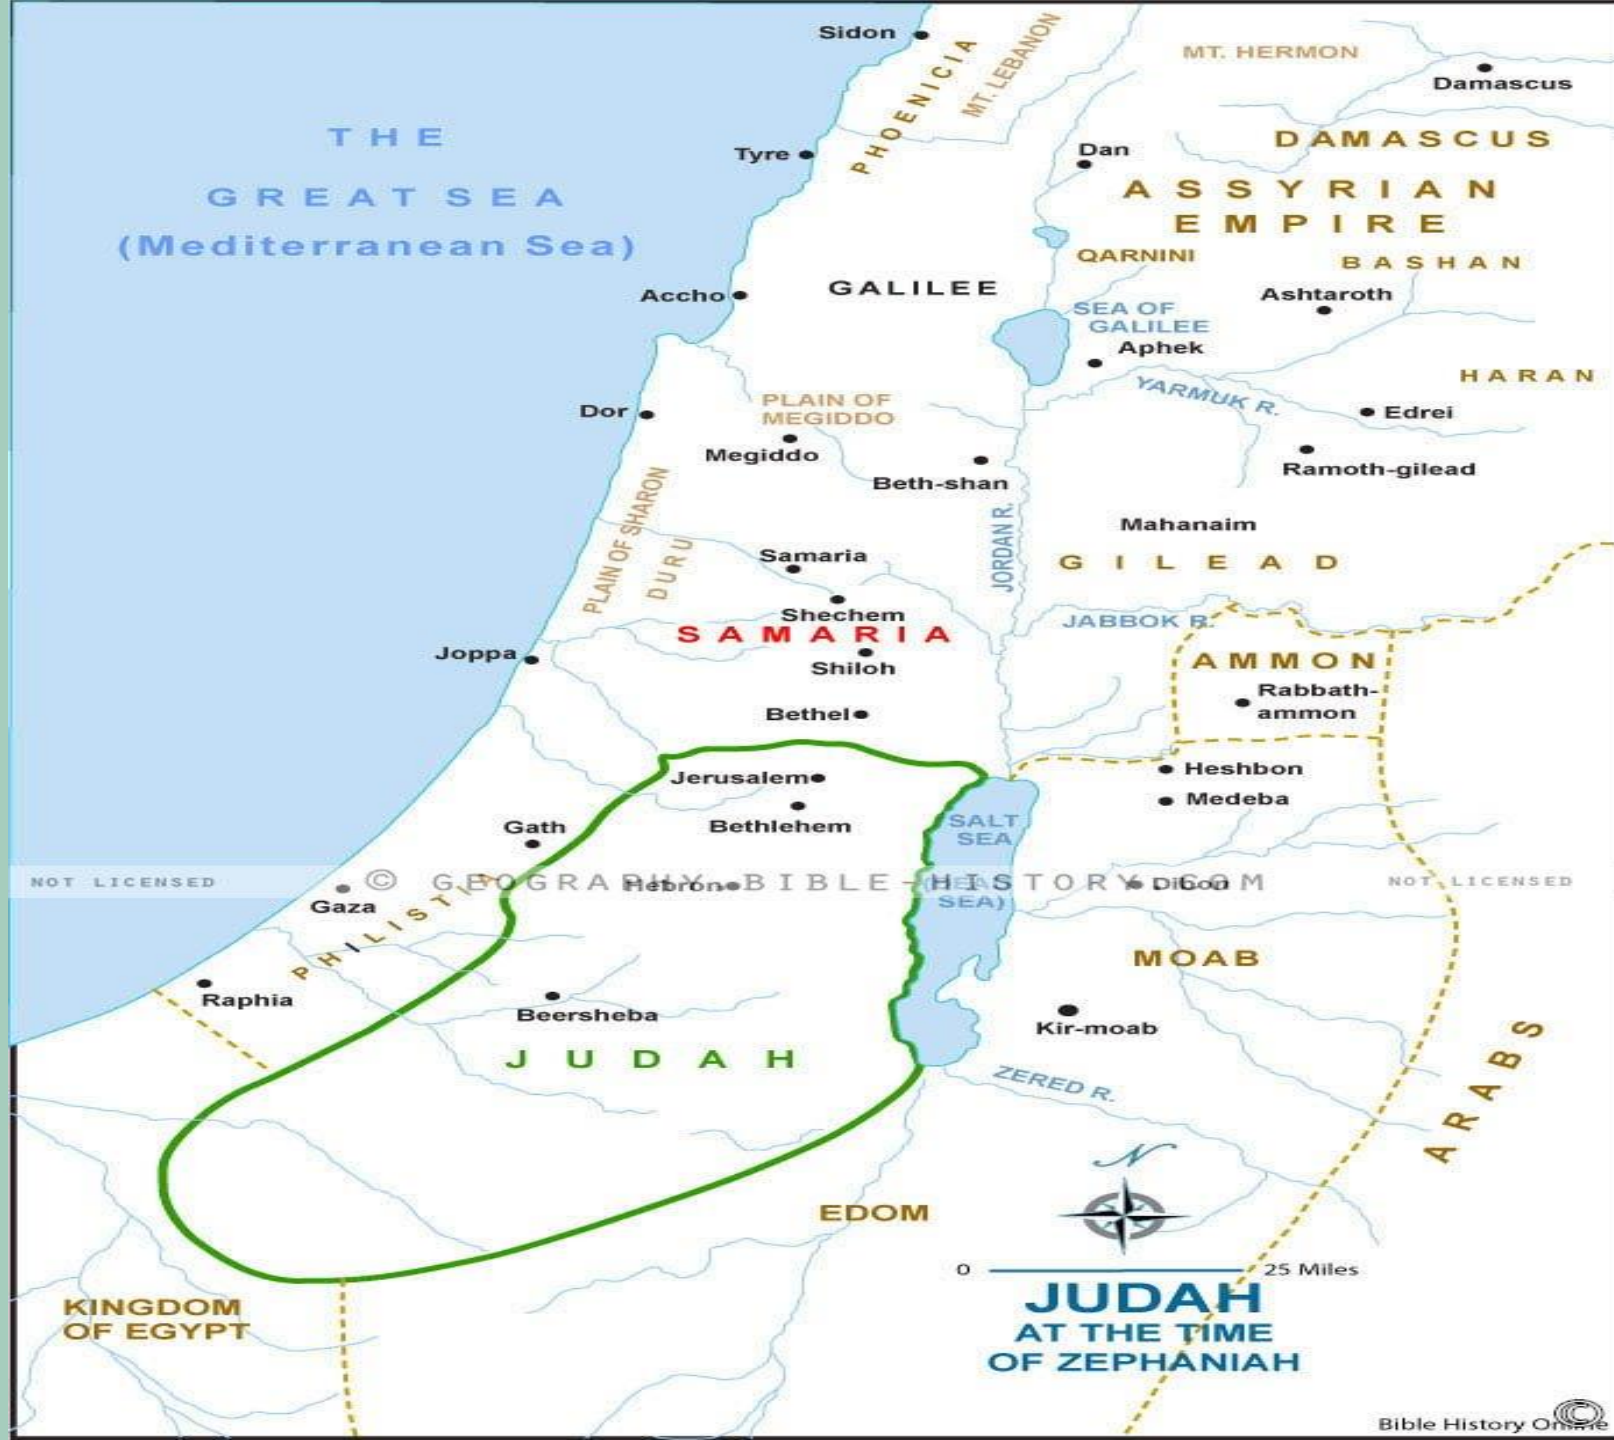 Sidon
PHOENICIA
MT. LEBANON
MT. HERMON
Damascus
THE
GREAT SEA
(Mediterranean Sea)
Tyre
Dan
DAMASCUS
ASSYRIAN
EMPIRE
QARNINI
BASHAN
Accho
GALILEE
Ashtaroth
SEA OF
GALILEE
Aphek
HARAN
YARMUK R.
Dor
PLAIN OF
MEGIDDO
Edrei
Megiddo
Ramoth-gilead
Beth-shan
PLAIN OF SHARON
DURU
JORDAN R.
Mahanaim
GILEAD
Samaria
Shechem
JABBOK R.
SAMARIA
Joppa
Shiloh
AMMON
Rabbath-
ammon
Bethel
Jerusalem
Heshbon
Medeba
Bethlehem
SALT
SEA
Gath
NOT LICENSED
© GEOGRAPHY-BIBLE-HISTORY.COM
NOT LICENSED
Hebron
(DEAD
SEA)
Dibon
Gaza
PHILISTIA
MOAB
Raphia
Beersheba
Kir-moab
JUDAH
ARABS
ZERED R.
N
EDOM
0
25 Miles
JUDAH
AT THE TIME
OF ZEPHANIAH
KINGDOM
OF EGYPT
©
Bible History Online